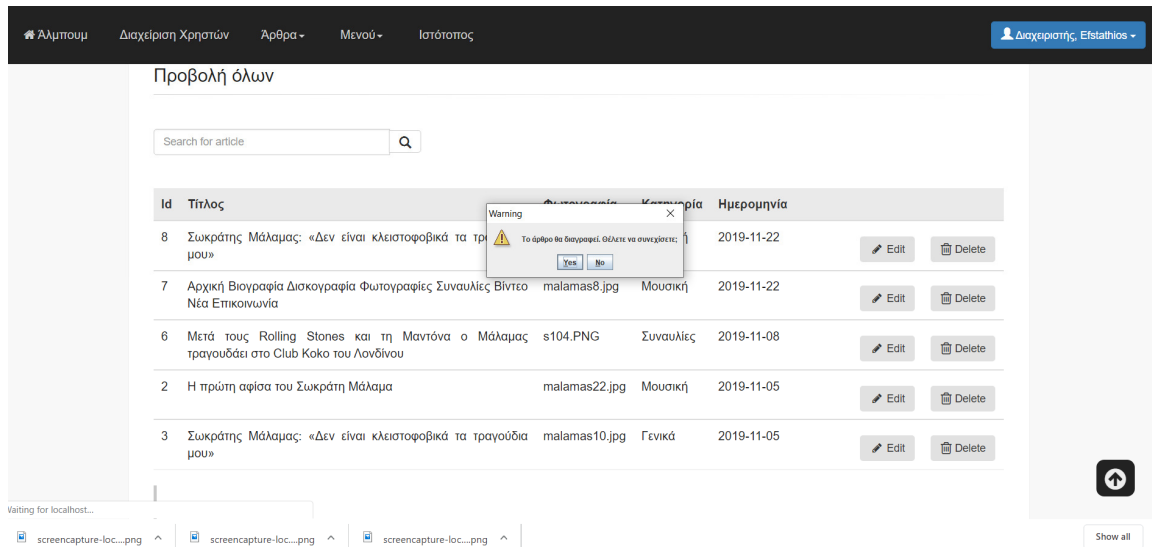 Άλμπουμ Διαχείριση Χρηστών Άρθρα Μενού Ιστότοπος Διαχειριστής, Efstathios
Προβολή όλων
Search for article
Id Τίτλος Φωτογραφία Κατηγορία Ημερομηνία
Warning
Το άρθρο θα διαγραφεί. Θέλετε να συνεχίσετε;
Yes No
8 Σωκράτης Μάλαμας: «Δεν είναι κλειστοφοβικά τα 2019-11-22
μου»
Edit Delete
7 Αρχική Βιογραφία Δισκογραφία Φωτογραφίες Συναυλίες Βίντεο malamas8.jpg Μουσική 2019-11-22
Νέα Επικοινωνία
Edit Delete
6 Μετά τους Rolling Stones και τη Μαντόνα ο Μάλαμας s104.PNG Συναυλίες 2019-11-08
τραγουδάει στο Club Koko του Λονδίνου
Edit Delete
2 Η πρώτη αφίσα του Σωκράτη Μάλαμα malamas22.jpg Μουσική 2019-11-05
Edit Delete
3 Σωκράτης Μάλαμας: «Δεν είναι κλειστοφοβικά τα τραγούδια malamas10.jpg Γενικά 2019-11-05
μου»
Edit Delete
Waiting for localhost...
screencapture-loc....png screencapture-loc....png screencapture-loc....png Show all